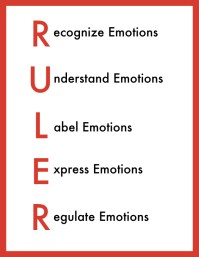 Recognize Emotions
Understand Emotions
Label Emotions
Express Emotions
Regulate Emotions